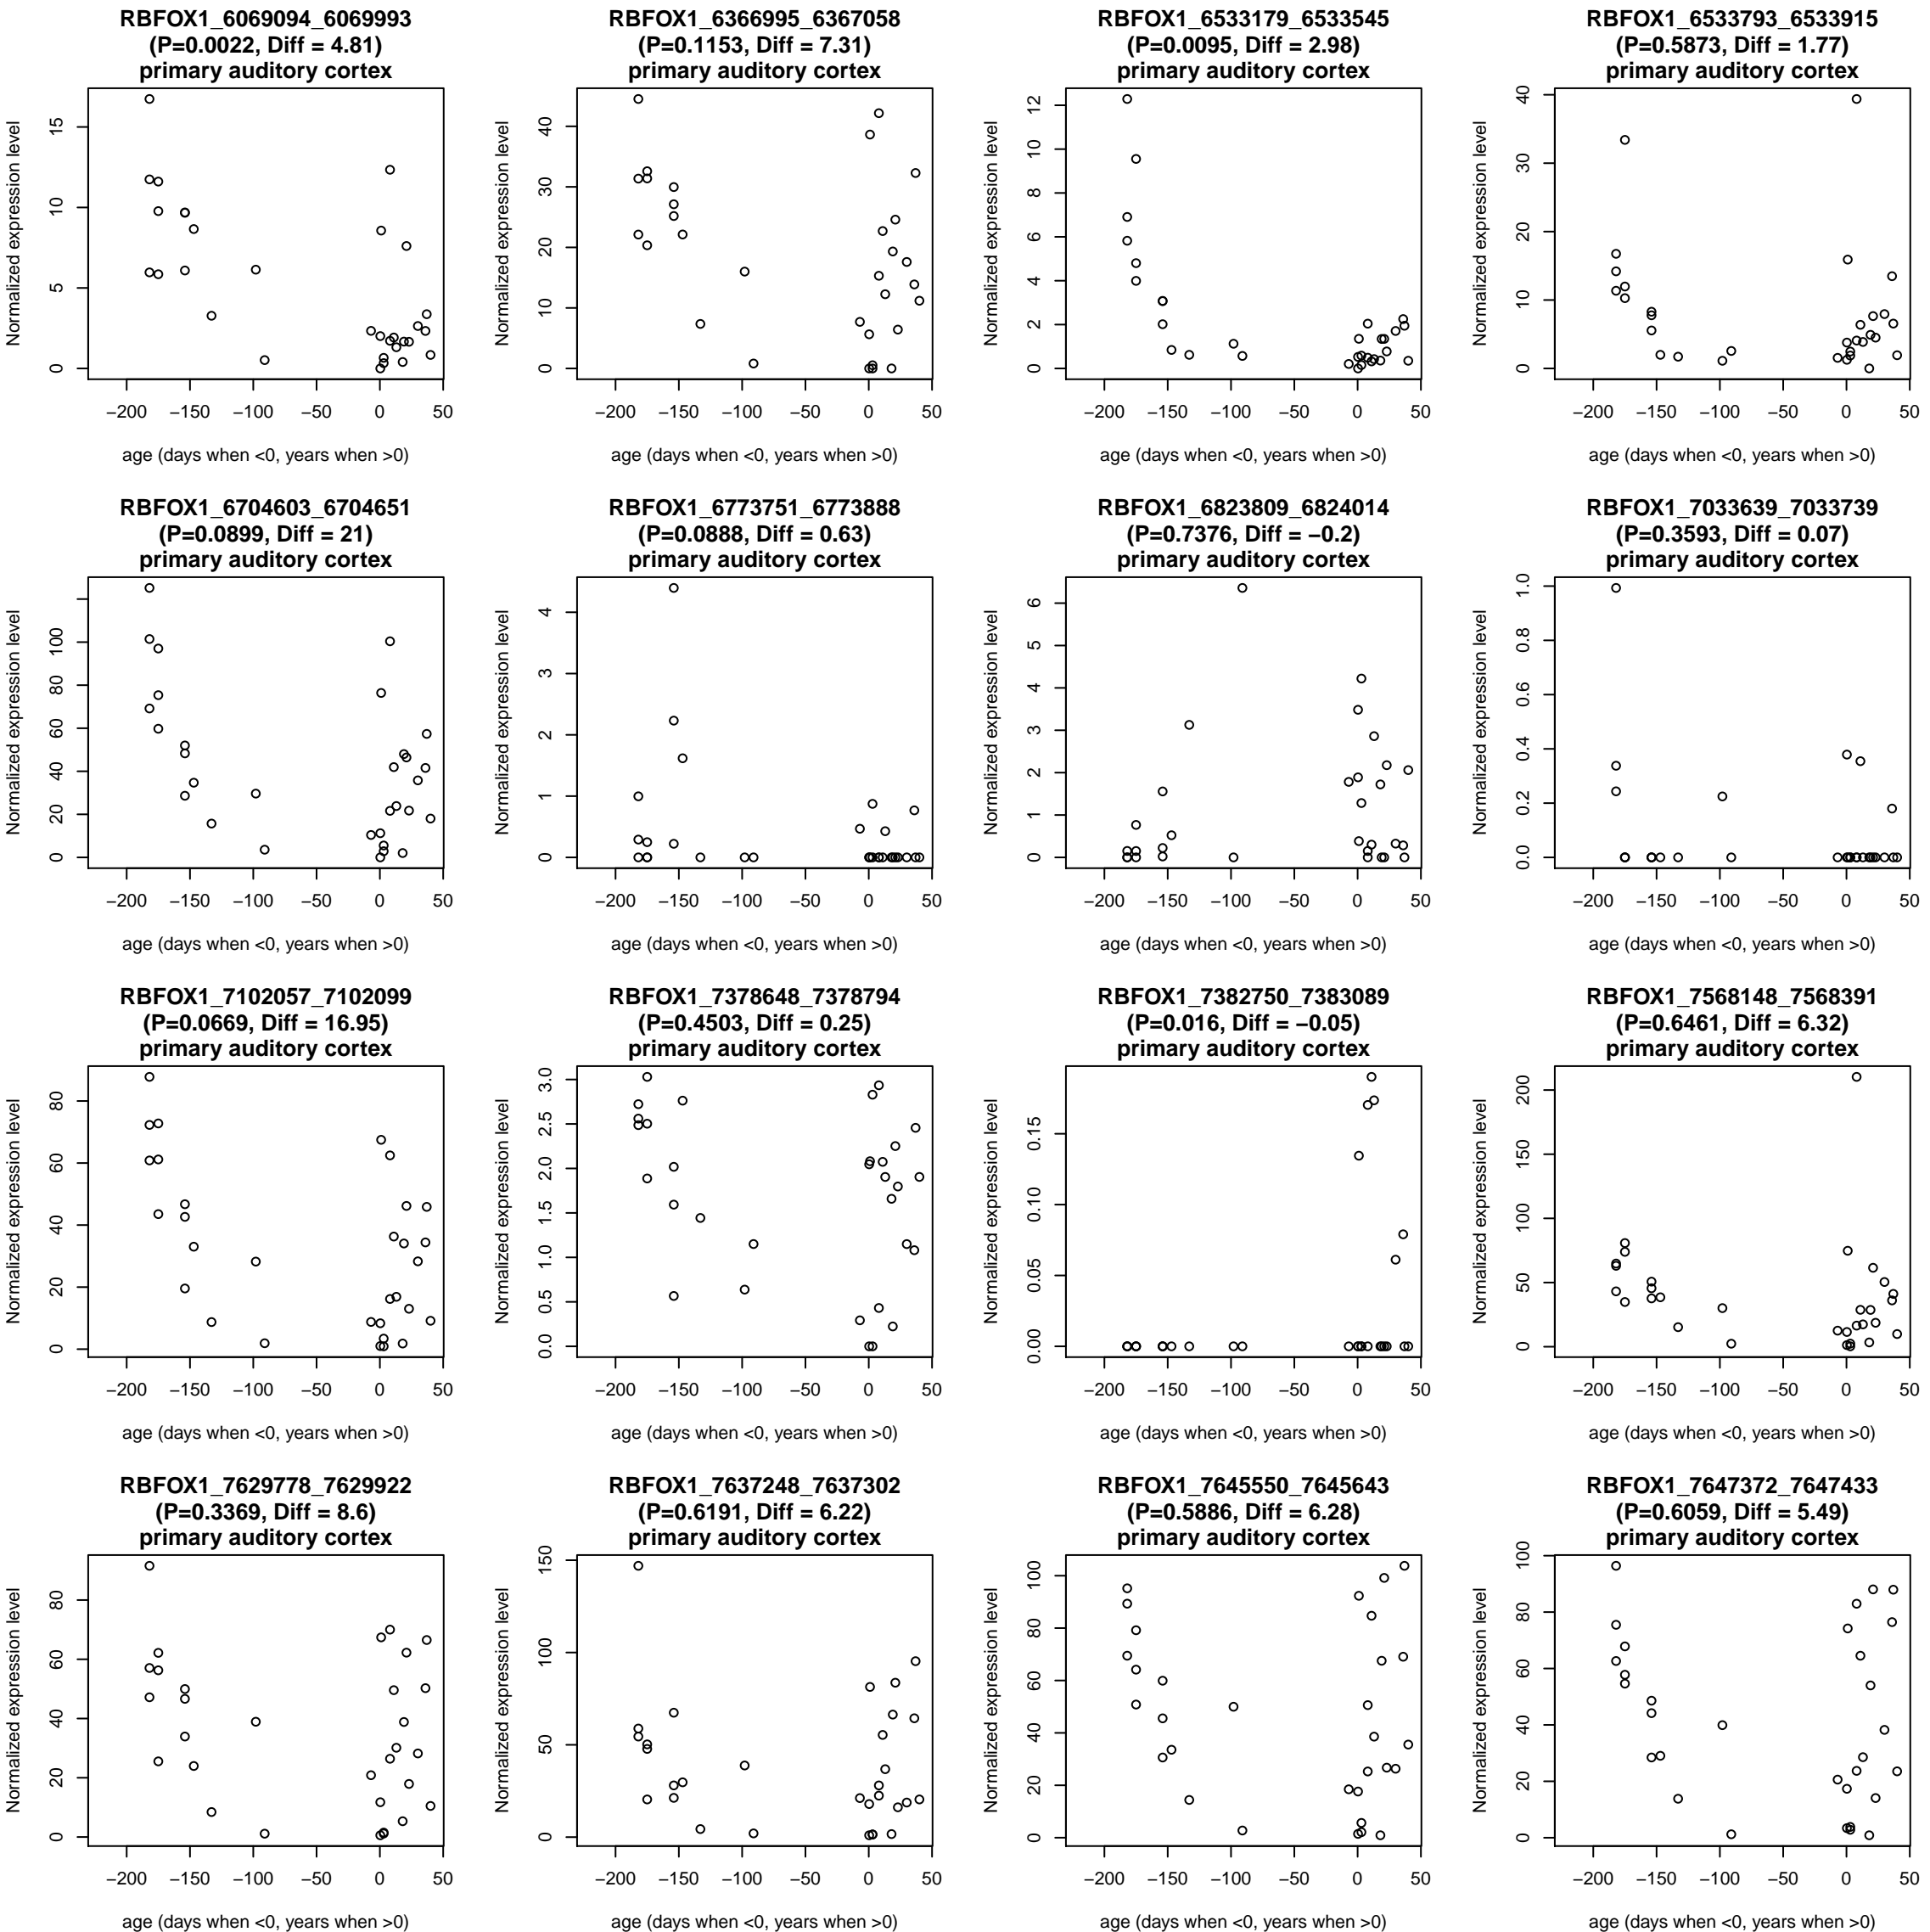 RBFOX1_6069094_6069993
(P=0.0022, Diff = 4.81)
primary auditory cortex
Normalized expression level
15
10
5
0
−200 −150 −100 −50 0 50
age (days when <0, years when >0)
RBFOX1_6366995_6367058
(P=0.1153, Diff = 7.31)
primary auditory cortex
Normalized expression level
40
30
20
10
0
−200 −150 −100 −50 0 50
age (days when <0, years when >0)
RBFOX1_6533179_6533545
(P=0.0095, Diff = 2.98)
primary auditory cortex
Normalized expression level
12
10
8
6
4
2
0
−200 −150 −100 −50 0 50
age (days when <0, years when >0)
RBFOX1_6533793_6533915
(P=0.5873, Diff = 1.77)
primary auditory cortex
Normalized expression level
40
30
20
10
0
−200 −150 −100 −50 0 50
age (days when <0, years when >0)
RBFOX1_6704603_6704651
(P=0.0899, Diff = 21)
primary auditory cortex
Normalized expression level
100
80
60
40
20
0
−200 −150 −100 −50 0 50
age (days when <0, years when >0)
RBFOX1_6773751_6773888
(P=0.0888, Diff = 0.63)
primary auditory cortex
Normalized expression level
4
3
2
1
0
−200 −150 −100 −50 0 50
age (days when <0, years when >0)
RBFOX1_6823809_6824014
(P=0.7376, Diff = −0.2)
primary auditory cortex
Normalized expression level
6
5
4
3
2
1
0
−200 −150 −100 −50 0 50
age (days when <0, years when >0)
RBFOX1_7033639_7033739
(P=0.3593, Diff = 0.07)
primary auditory cortex
Normalized expression level
1.0
0.8
0.6
0.4
0.2
0.0
−200 −150 −100 −50 0 50
age (days when <0, years when >0)
RBFOX1_7102057_7102099
(P=0.0669, Diff = 16.95)
primary auditory cortex
Normalized expression level
80
60
40
20
0
−200 −150 −100 −50 0 50
age (days when <0, years when >0)
RBFOX1_7378648_7378794
(P=0.4503, Diff = 0.25)
primary auditory cortex
Normalized expression level
3.0
2.5
2.0
1.5
1.0
0.5
0.0
−200 −150 −100 −50 0 50
age (days when <0, years when >0)
RBFOX1_7382750_7383089
(P=0.016, Diff = −0.05)
primary auditory cortex
Normalized expression level
0.15
0.10
0.05
0.00
−200 −150 −100 −50 0 50
age (days when <0, years when >0)
RBFOX1_7568148_7568391
(P=0.6461, Diff = 6.32)
primary auditory cortex
Normalized expression level
200
150
100
50
0
−200 −150 −100 −50 0 50
age (days when <0, years when >0)
RBFOX1_7629778_7629922
(P=0.3369, Diff = 8.6)
primary auditory cortex
Normalized expression level
80
60
40
20
0
−200 −150 −100 −50 0 50
age (days when <0, years when >0)
RBFOX1_7637248_7637302
(P=0.6191, Diff = 6.22)
primary auditory cortex
Normalized expression level
150
100
50
0
−200 −150 −100 −50 0 50
age (days when <0, years when >0)
RBFOX1_7645550_7645643
(P=0.5886, Diff = 6.28)
primary auditory cortex
Normalized expression level
100
80
60
40
20
0
−200 −150 −100 −50 0 50
age (days when <0, years when >0)
RBFOX1_7647372_7647433
(P=0.6059, Diff = 5.49)
primary auditory cortex
Normalized expression level
100
80
60
40
20
0
−200 −150 −100 −50 0 50
age (days when <0, years when >0)